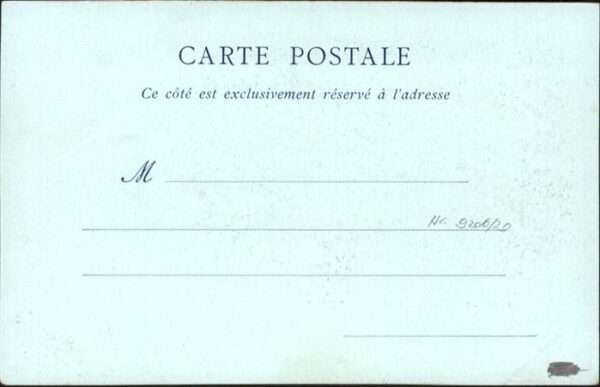 CARTE POSTALE
Ce côté est exclusivement réservé à l'adresse
M